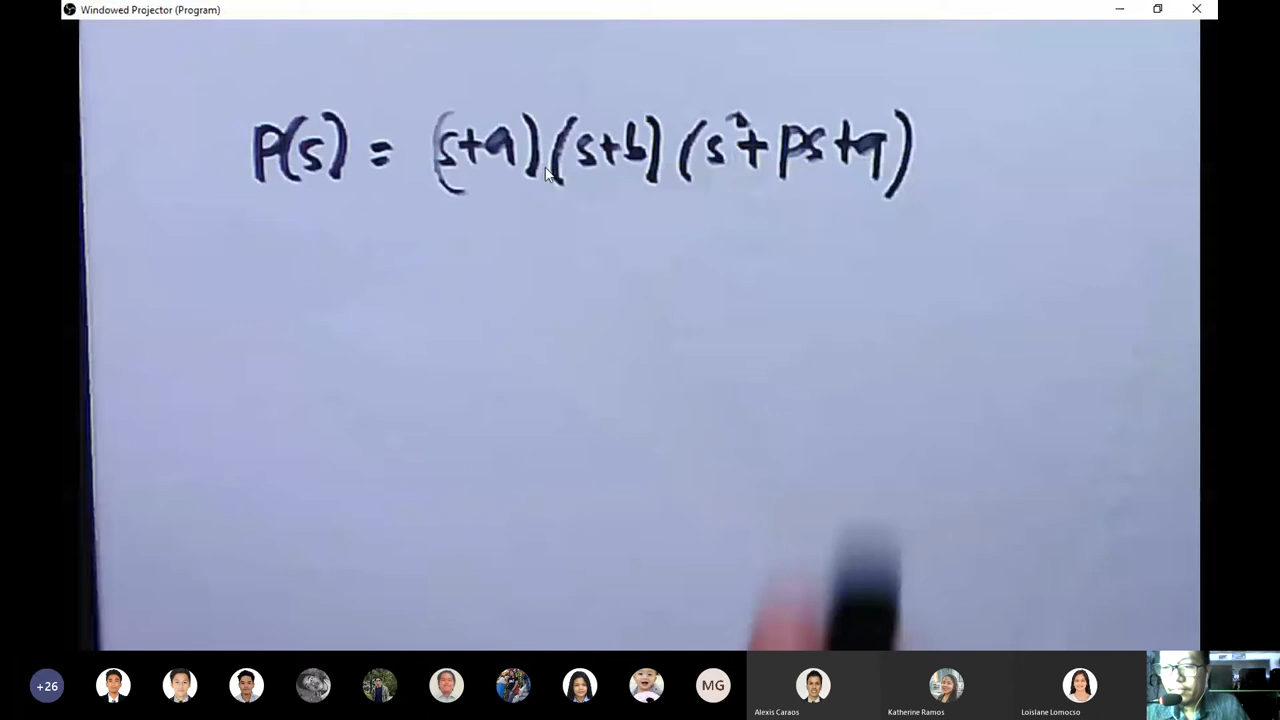 Windowed Projector (Program)
P(s) = (s+a)(s+b)(s²+ps+q)
+26
MG
Alexis Caraos
Katherine Ramos
Loislane Lomocso